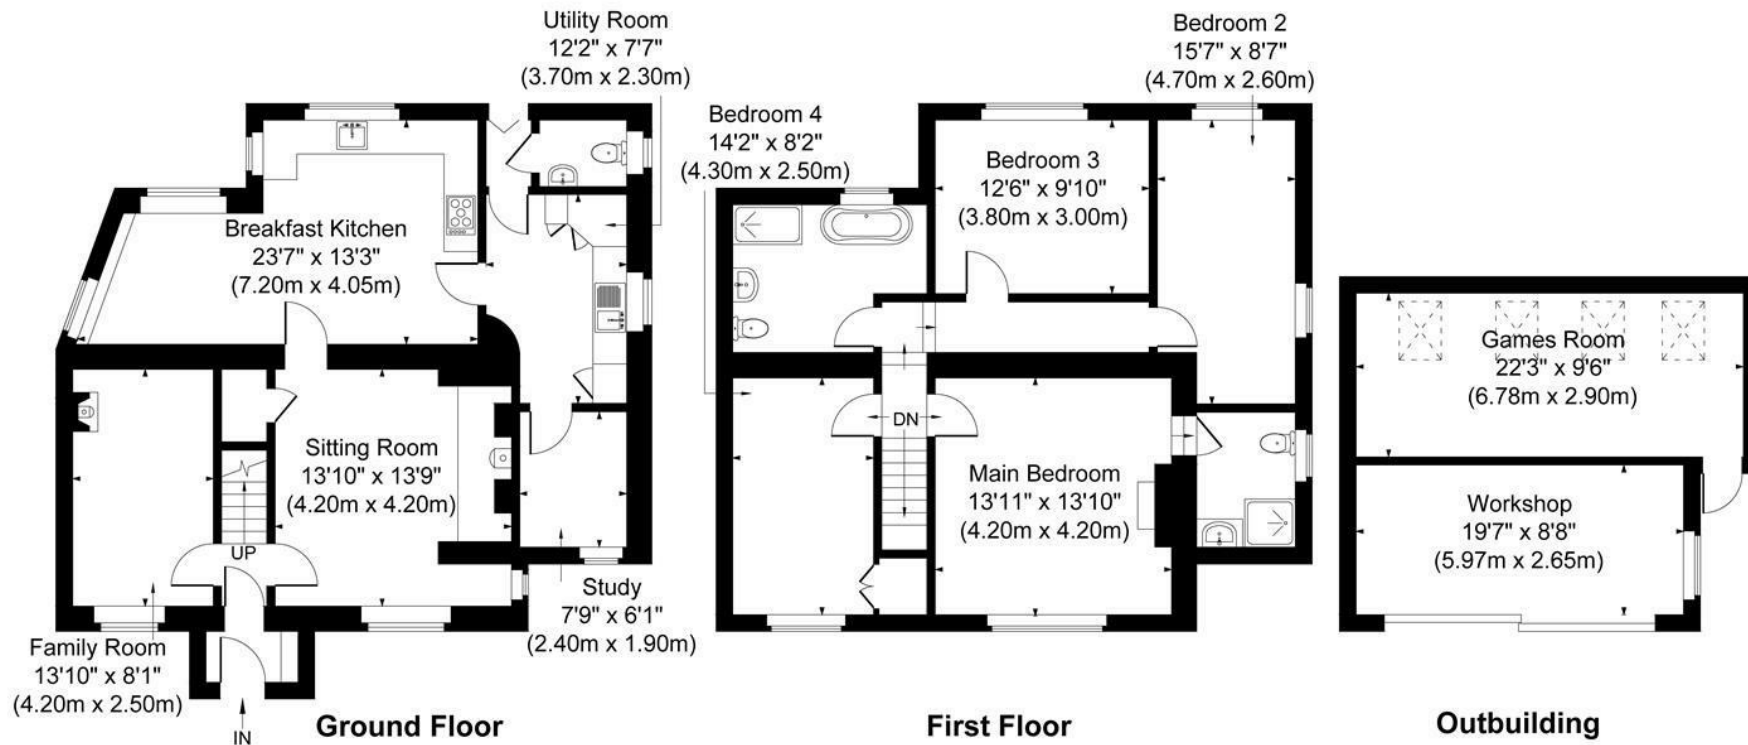 Utility Room
12'2" x 7'7"
(3.70m x 2.30m)
Breakfast Kitchen
23'7" x 13'3"
(7.20m x 4.05m)
Sitting Room
13'10" x 13'9"
(4.20m x 4.20m)
UP
Study
7'9" x 6'1"
(2.40m x 1.90m)
Family Room
13'10" x 8'1"
(4.20m x 2.50m)
IN
Ground Floor
Bedroom 2
15'7" x 8'7"
(4.70m x 2.60m)
Bedroom 4
14'2" x 8'2"
(4.30m x 2.50m)
Bedroom 3
12'6" x 9'10"
(3.80m x 3.00m)
DN
Main Bedroom
13'11" x 13'10"
(4.20m x 4.20m)
First Floor
Games Room
22'3" x 9'6"
(6.78m x 2.90m)
Workshop
19'7" x 8'8"
(5.97m x 2.65m)
Outbuilding